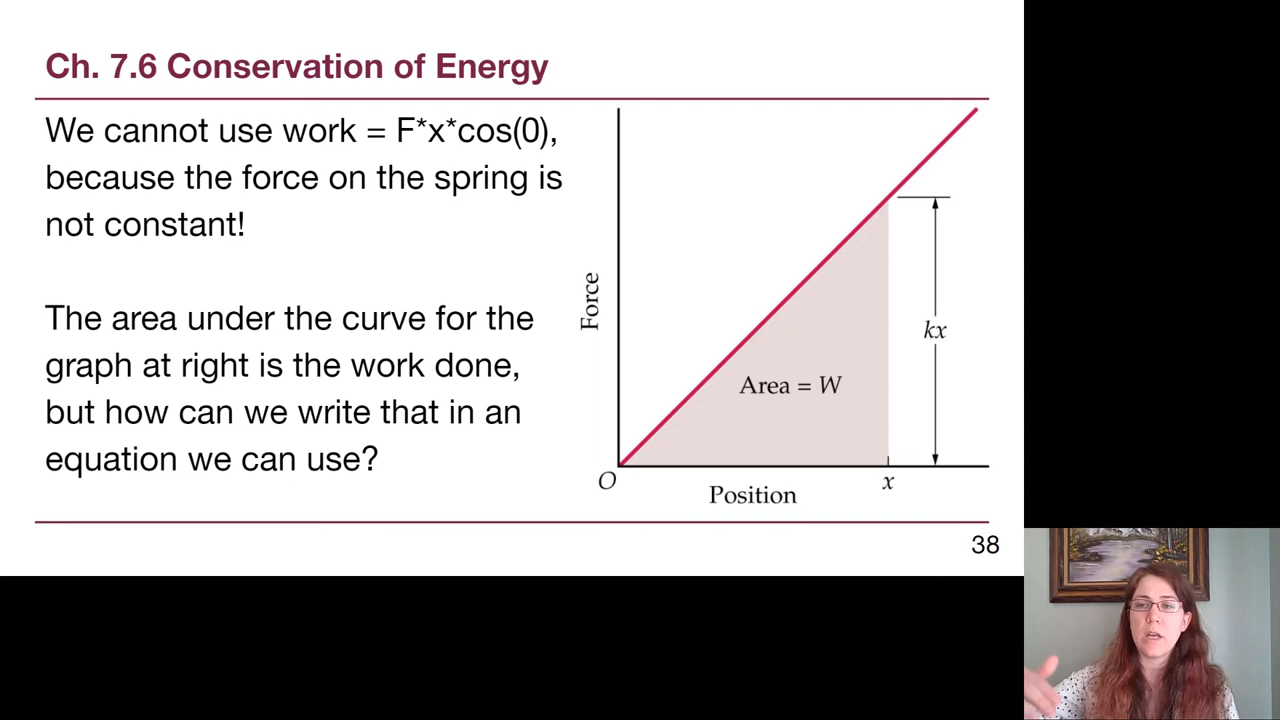 Ch. 7.6 Conservation of Energy
We cannot use work = F*x*cos(0),
because the force on the spring is
not constant!
The area under the curve for the
graph at right is the work done,
but how can we write that in an
equation we can use?
Force
kx
Area = W
O
x
Position
38